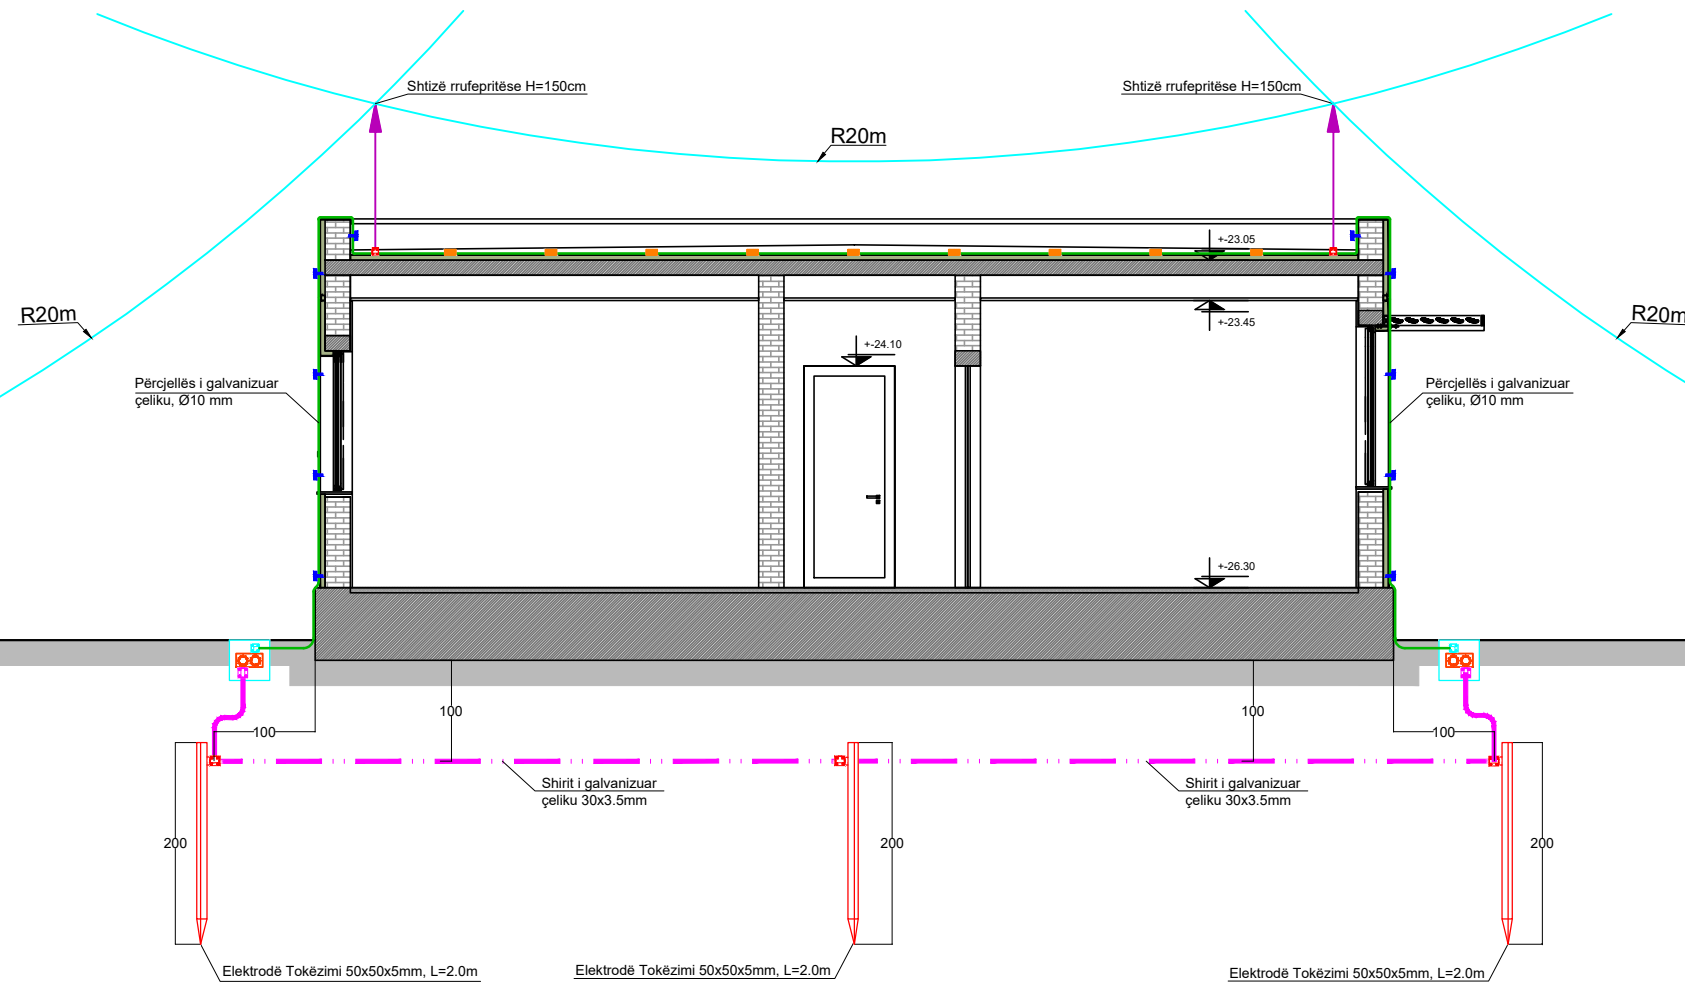 Shtizë rrufepritëse H=150cm
Shtizë rrufepritëse H=150cm
R20m
+-23.05
R20m
R20m
+-23.45
+-24.10
Përcjellës i galvanizuar
çeliku, Ø10 mm
Përcjellës i galvanizuar
çeliku, Ø10 mm
+-26.30
100
100
100
100
Shirit i galvanizuar
çeliku 30x3.5mm
Shirit i galvanizuar
çeliku 30x3.5mm
200
200
200
Elektrodë Tokëzimi 50x50x5mm, L=2.0m
Elektrodë Tokëzimi 50x50x5mm, L=2.0m
Elektrodë Tokëzimi 50x50x5mm, L=2.0m